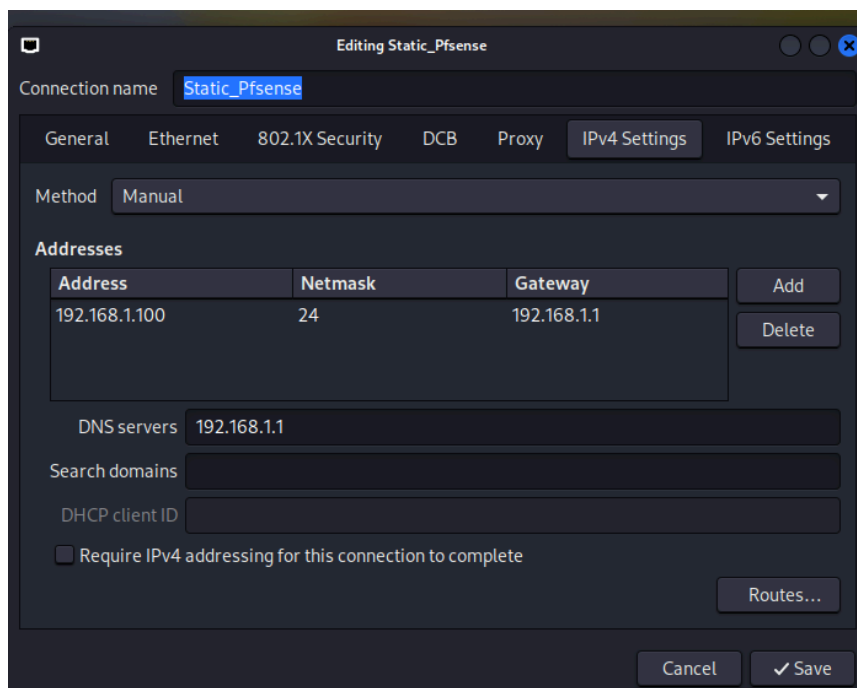 Editing Static_Pfsense
Connection name Static_Pfsense
General Ethernet 802.1X Security DCB Proxy IPv4 Settings IPv6 Settings
Method Manual
Addresses
Address Netmask Gateway Add
192.168.1.100 24 192.168.1.1
Delete
DNS servers 192.168.1.1
Search domains
DHCP client ID
Require IPv4 addressing for this connection to complete
Routes...
Cancel Save